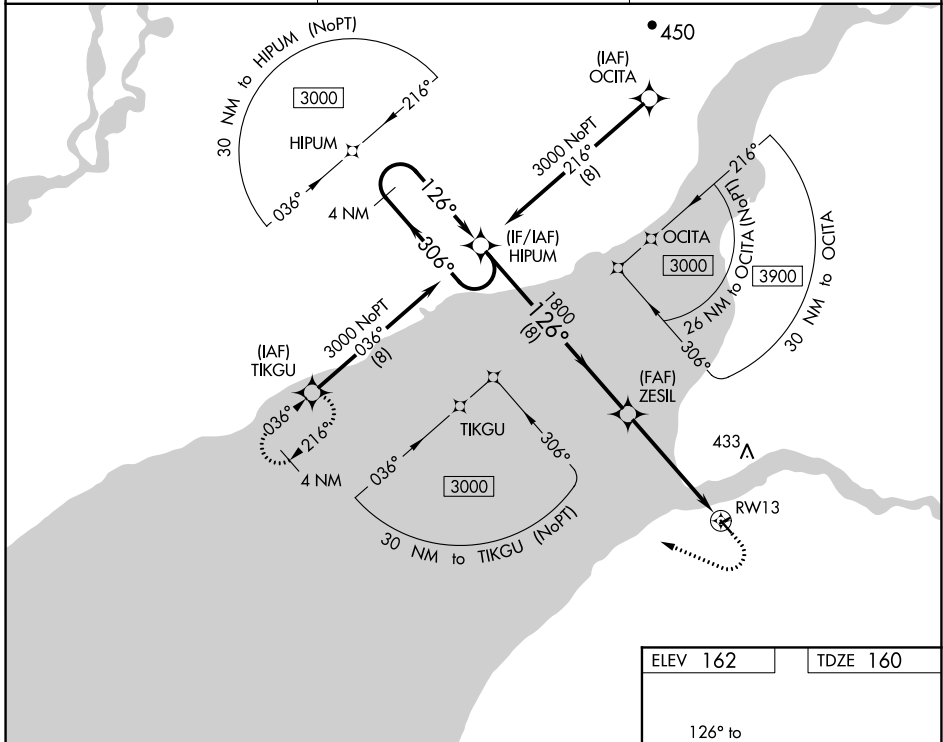 450
(IAF)
OCITA
30 NM to HIPUM (NoPT)
3000
216°
HIPUM
036°
3000 NoPT
216°
(8)
4 NM
126°
306°
(IF/IAF)
HIPUM
216°
OCITA
3000
26 NM to OCITA (NoPT)
306°
3900
30 NM to OCITA
1800
126°
(8)
3000 NoPT
036°
(8)
(IAF)
TIKGU
036°
216°
4 NM
(FAF)
ZESIL
TIKGU
036°
306°
3000
30 NM to TIKGU (NoPT)
433
RW13
ELEV 162
TDZE 160
126° to